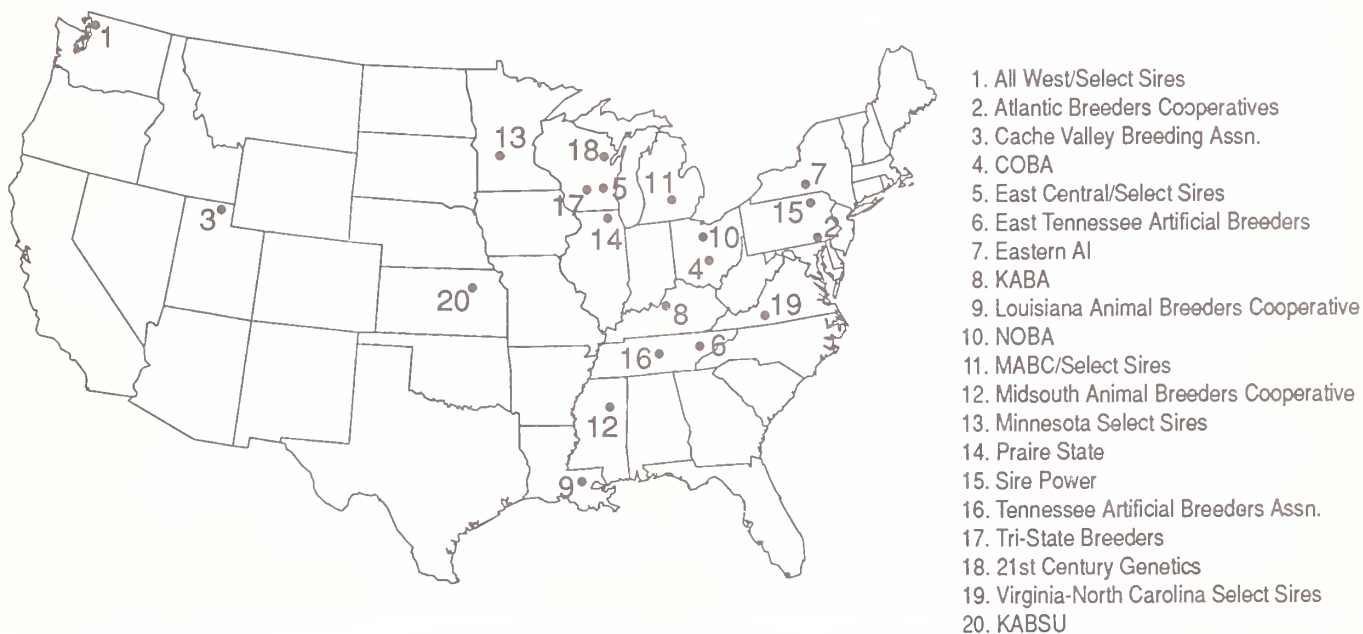 1
13
18
7
17
5
11
15
3
14
10
2
4
20
8
19
16
6
12
9
1. All West/Select Sires
2. Atlantic Breeders Cooperatives
3. Cache Valley Breeding Assn.
4. COBA
5. East Central/Select Sires
6. East Tennessee Artificial Breeders
7. Eastern AI
8. KABA
9. Louisiana Animal Breeders Cooperative
10. NOBA
11. MABC/Select Sires
12. Midsouth Animal Breeders Cooperative
13. Minnesota Select Sires
14. Praire State
15. Sire Power
16. Tennessee Artificial Breeders Assn.
17. Tri-State Breeders
18. 21st Century Genetics
19. Virginia-North Carolina Select Sires
20. KABSU